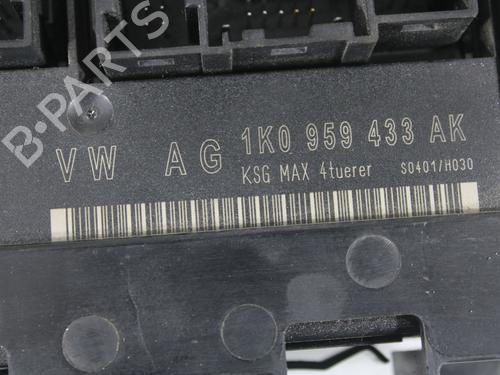 B-PARTS
VW AG 1K0 959 433 AK
KSG MAX 4tuerer S0401/H030